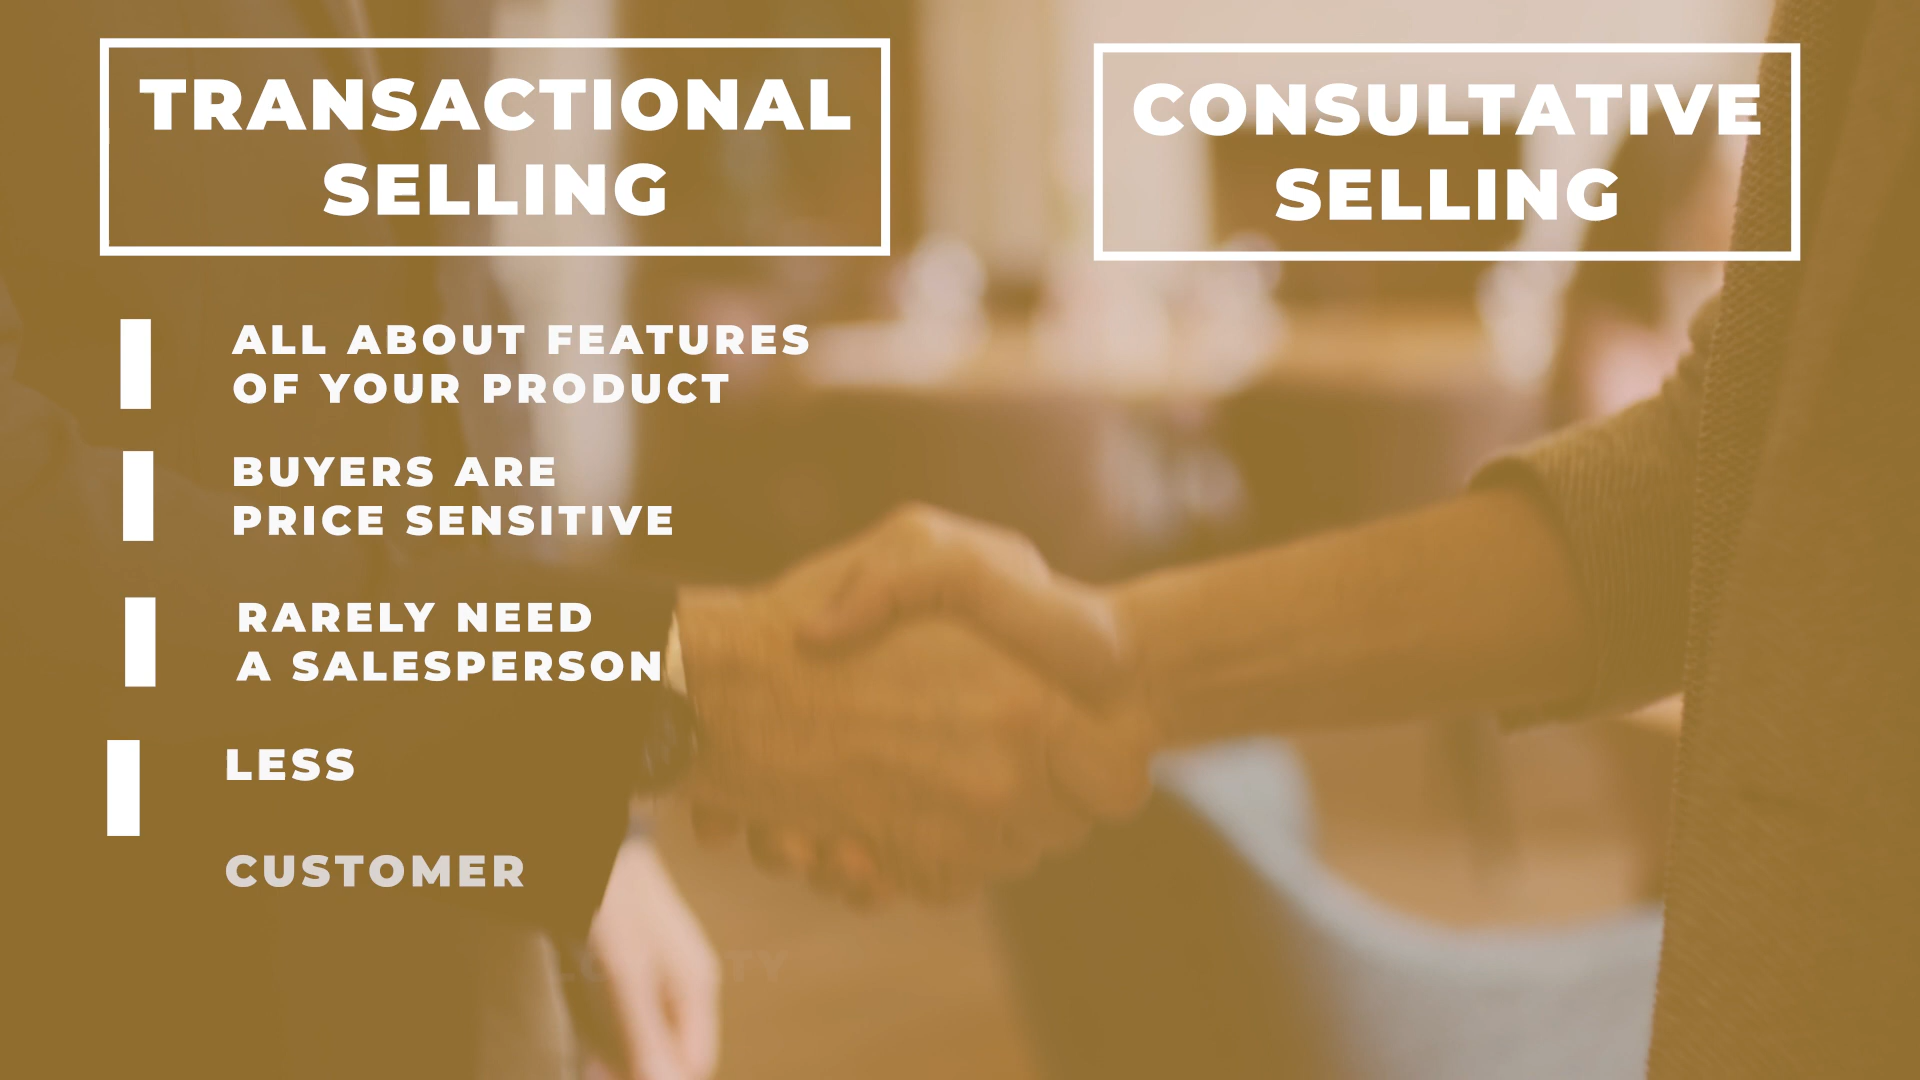 TRANSACTIONAL
SELLING
ALL ABOUT FEATURES
OF YOUR PRODUCT
BUYERS ARE
PRICE SENSITIVE
RARELY NEED
A SALESPERSON
LESS
CUSTOMER
CONSULTATIVE
SELLING